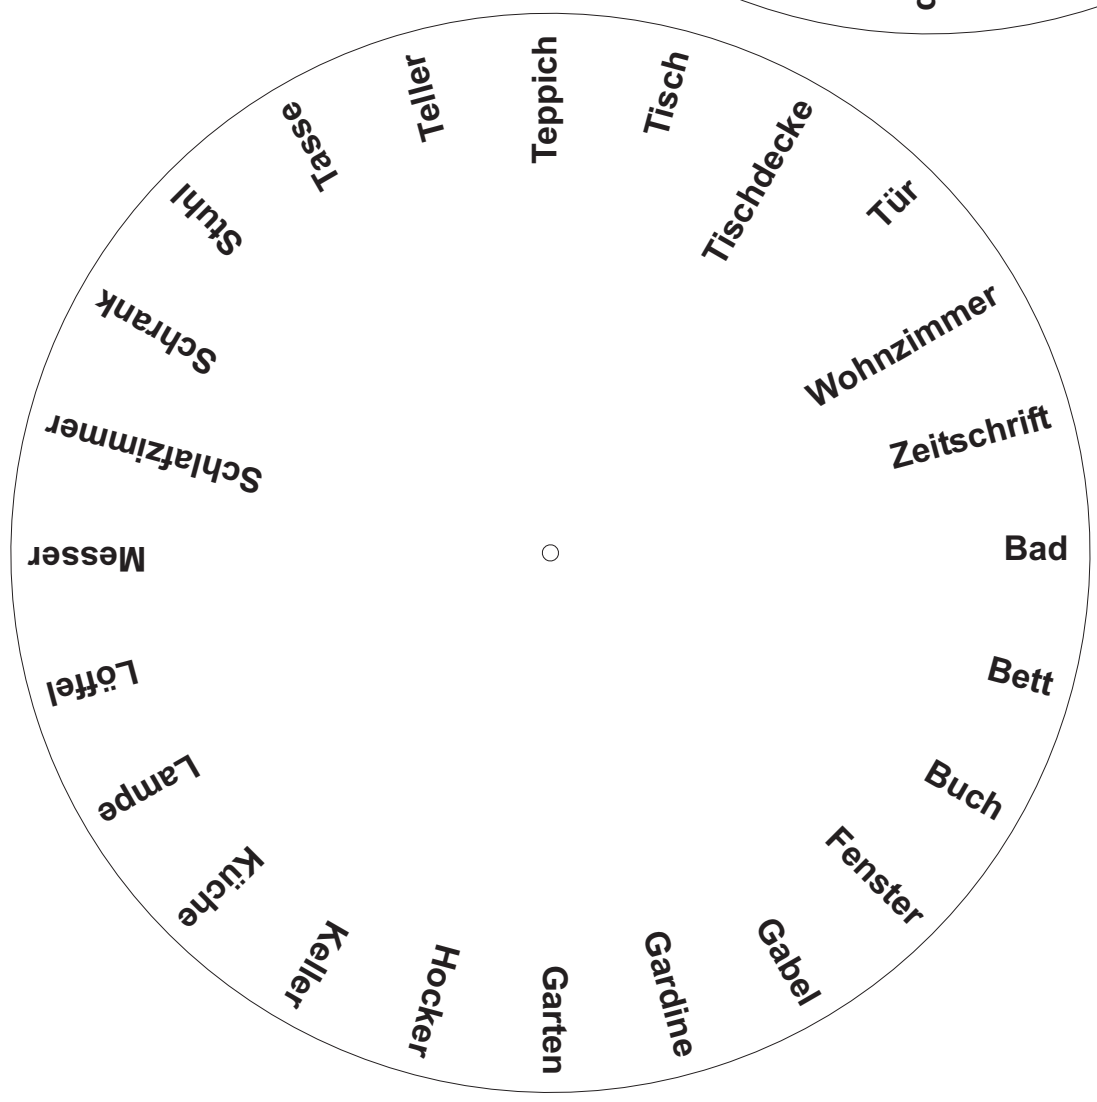 Bad
Bett
Buch
Fenster
Gabel
Gardine
Garten
Hocker
Keller
Küche
Lampe
Löffel
Messer
Schlafzimmer
Schrank
Stuhl
Tasse
Teller
Teppich
Tisch
Tischdecke
Tür
Wohnzimmer
Zeitschrift